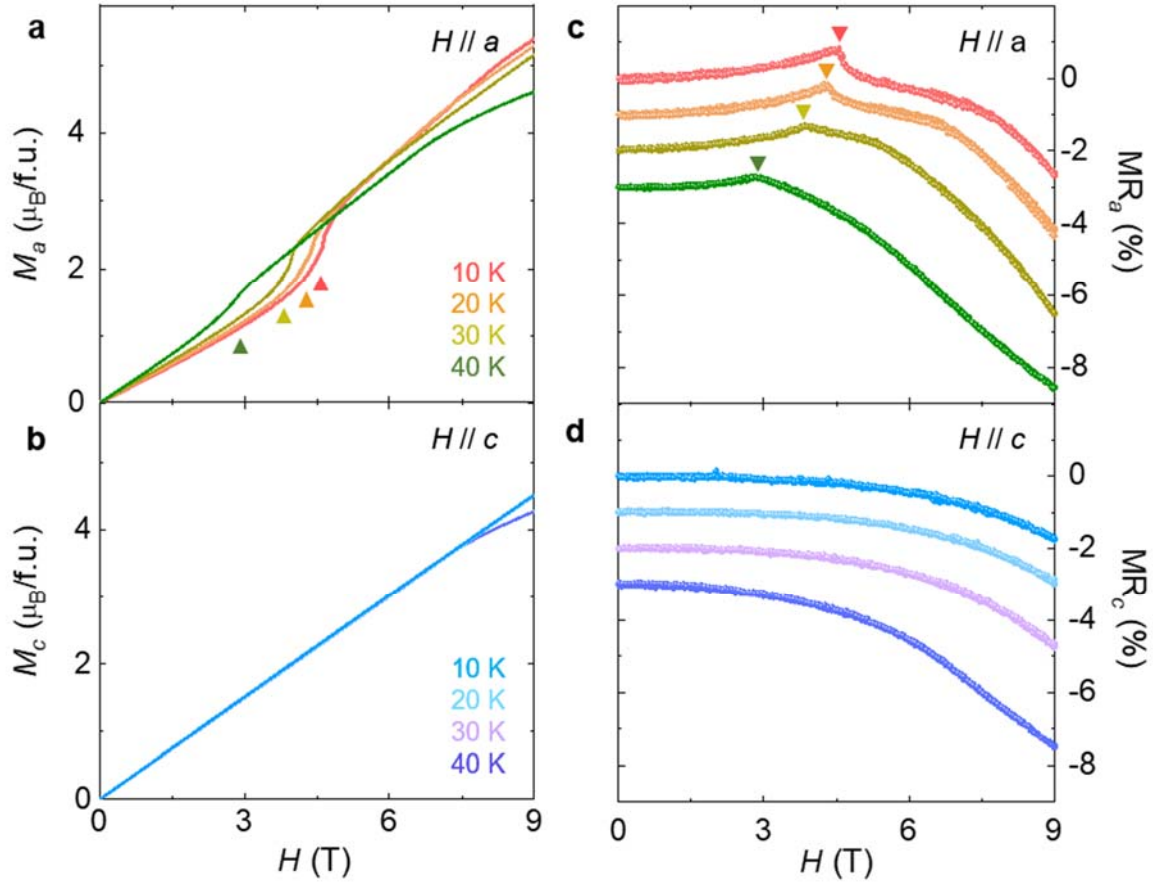 a
H // a
M_a (μ_B/f.u.)
4
2
0
10 K
20 K
30 K
40 K
b
H // c
M_c (μ_B/f.u.)
4
2
0
10 K
20 K
30 K
40 K
0
3
6
9
H (T)
c
H // a
0
-2
-4
-6
-8
MR_a (%)
d
H // c
0
-2
-4
-6
-8
MR_c (%)
0
3
6
9
H (T)